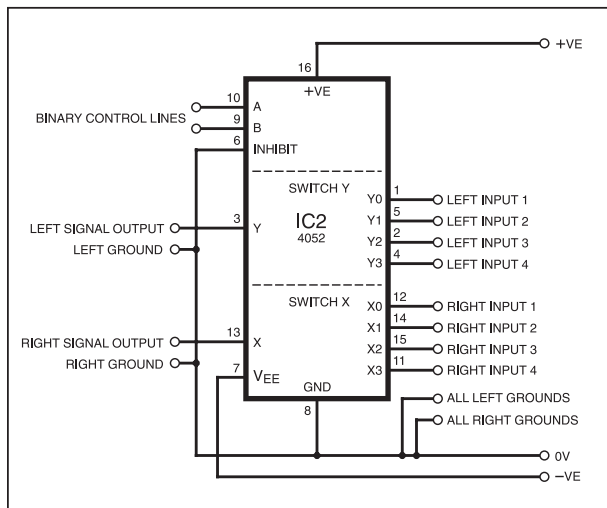 +VE
16
+VE
10
A
BINARY CONTROL LINES
9
B
6
INHIBIT
SWITCH Y
1
Y0
LEFT INPUT 1
IC2
5
Y1
LEFT INPUT 2
LEFT SIGNAL OUTPUT
3
Y
4052
2
Y2
LEFT INPUT 3
LEFT GROUND
4
Y3
LEFT INPUT 4
SWITCH X
12
X0
RIGHT INPUT 1
14
X1
RIGHT INPUT 2
RIGHT SIGNAL OUTPUT
13
X
15
X2
RIGHT INPUT 3
RIGHT GROUND
11
X3
RIGHT INPUT 4
7
VEE
GND
8
ALL LEFT GROUNDS
ALL RIGHT GROUNDS
0V
−VE